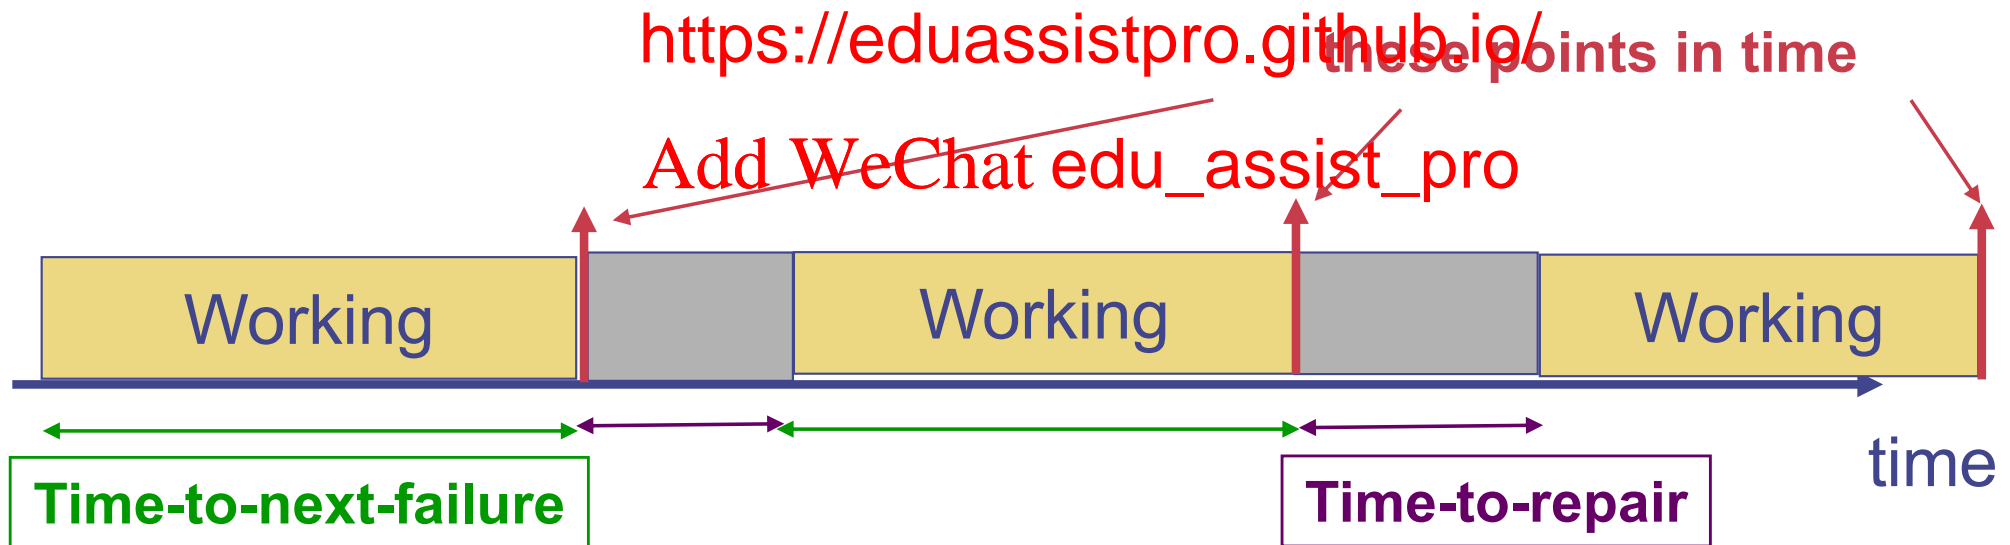 https://eduassistpro.github.io/
these points in time
Add WeChat edu_assist_pro
Working
Working
Working
time
Time-to-next-failure
Time-to-repair